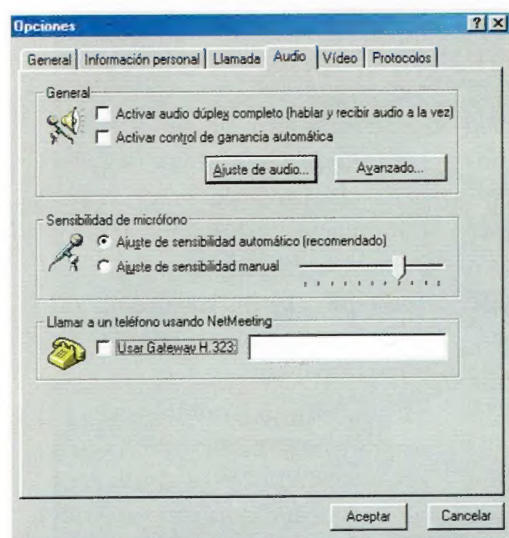 Opciones
General Información personal Llamada Audio Vídeo Protocolos
General
Activar audio dúplex completo (hablar y recibir audio a la vez)
Activar control de ganancia automática
Ajuste de audio... Avanzado...
Sensibilidad de micrófono
Ajuste de sensibilidad automático (recomendado)
Ajuste de sensibilidad manual
Llamar a un teléfono usando NetMeeting
Usar Gateway H.323:
Aceptar Cancelar